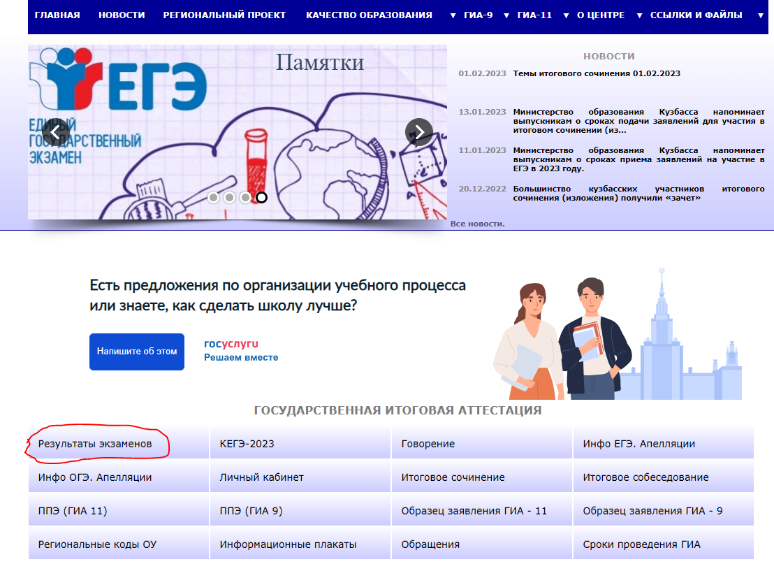 ГЛАВНАЯ НОВОСТИ РЕГИОНАЛЬНЫЙ ПРОЕКТ КАЧЕСТВО ОБРАЗОВАНИЯ ▼ ГИА-9 ▼ ГИА-11 ▼ О ЦЕНТРЕ ▼ ССЫЛКИ И ФАЙЛЫ ▼
Памятки
ЕГЭ
ЕДИНЫЙ
ГОСУДАРСТВЕННЫЙ
ЭКЗАМЕН
НОВОСТИ
01.02.2023 Темы итогового сочинения 01.02.2023
13.01.2023 Министерство образования Кузбасса напоминает
выпускникам о сроках подачи заявлений для участия в
итоговом сочинении (из...
11.01.2023 Министерство образования Кузбасса напоминает
выпускникам о сроках приема заявлений на участие в
ЕГЭ в 2023 году.
20.12.2022 Большинство кузбасских участников итогового
сочинения (изложения) получили «зачет»
Все новости.
Есть предложения по организации учебного процесса
или знаете, как сделать школу лучше?
Напишите об этом
госуслуги
Решаем вместе
ГОСУДАРСТВЕННАЯ ИТОГОВАЯ АТТЕСТАЦИЯ
Результаты экзаменов КЕГЭ-2023 Говорение Инфо ЕГЭ. Апелляции
Инфо ОГЭ. Апелляции Личный кабинет Итоговое сочинение Итоговое собеседование
ППЭ (ГИА 11) ППЭ (ГИА 9) Образец заявления ГИА - 11 Образец заявления ГИА - 9
Региональные коды ОУ Информационные плакаты Обращения Сроки проведения ГИА